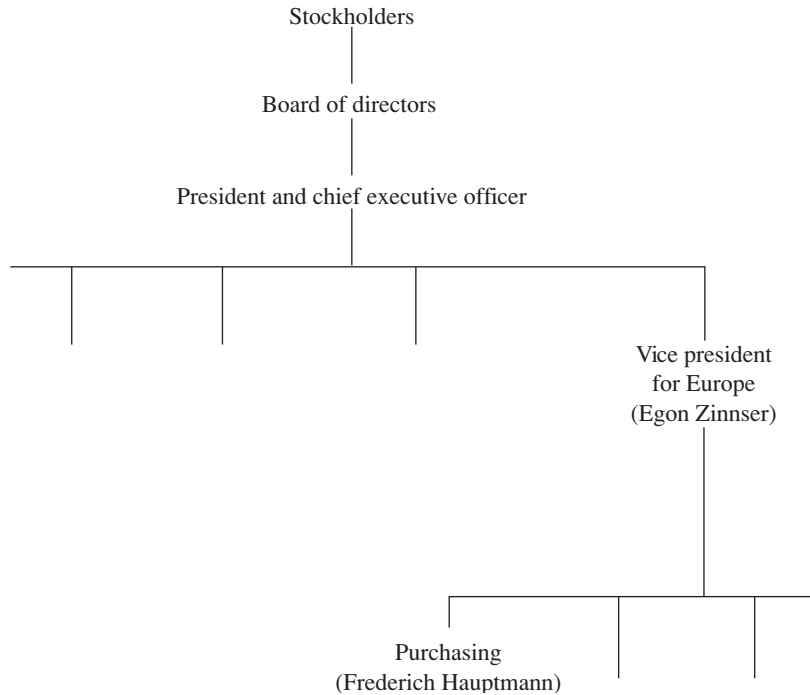 Stockholders
Board of directors
President and chief executive officer
Vice president
for Europe
(Egon Zinnser)
Purchasing
(Frederich Hauptmann)